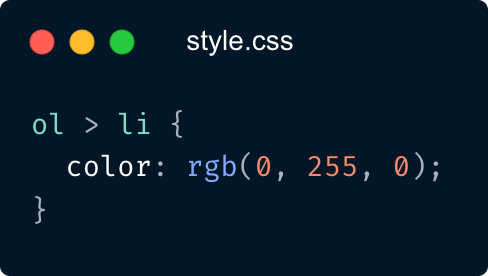 style.css
ol > li {
  color: rgb(0, 255, 0);
}